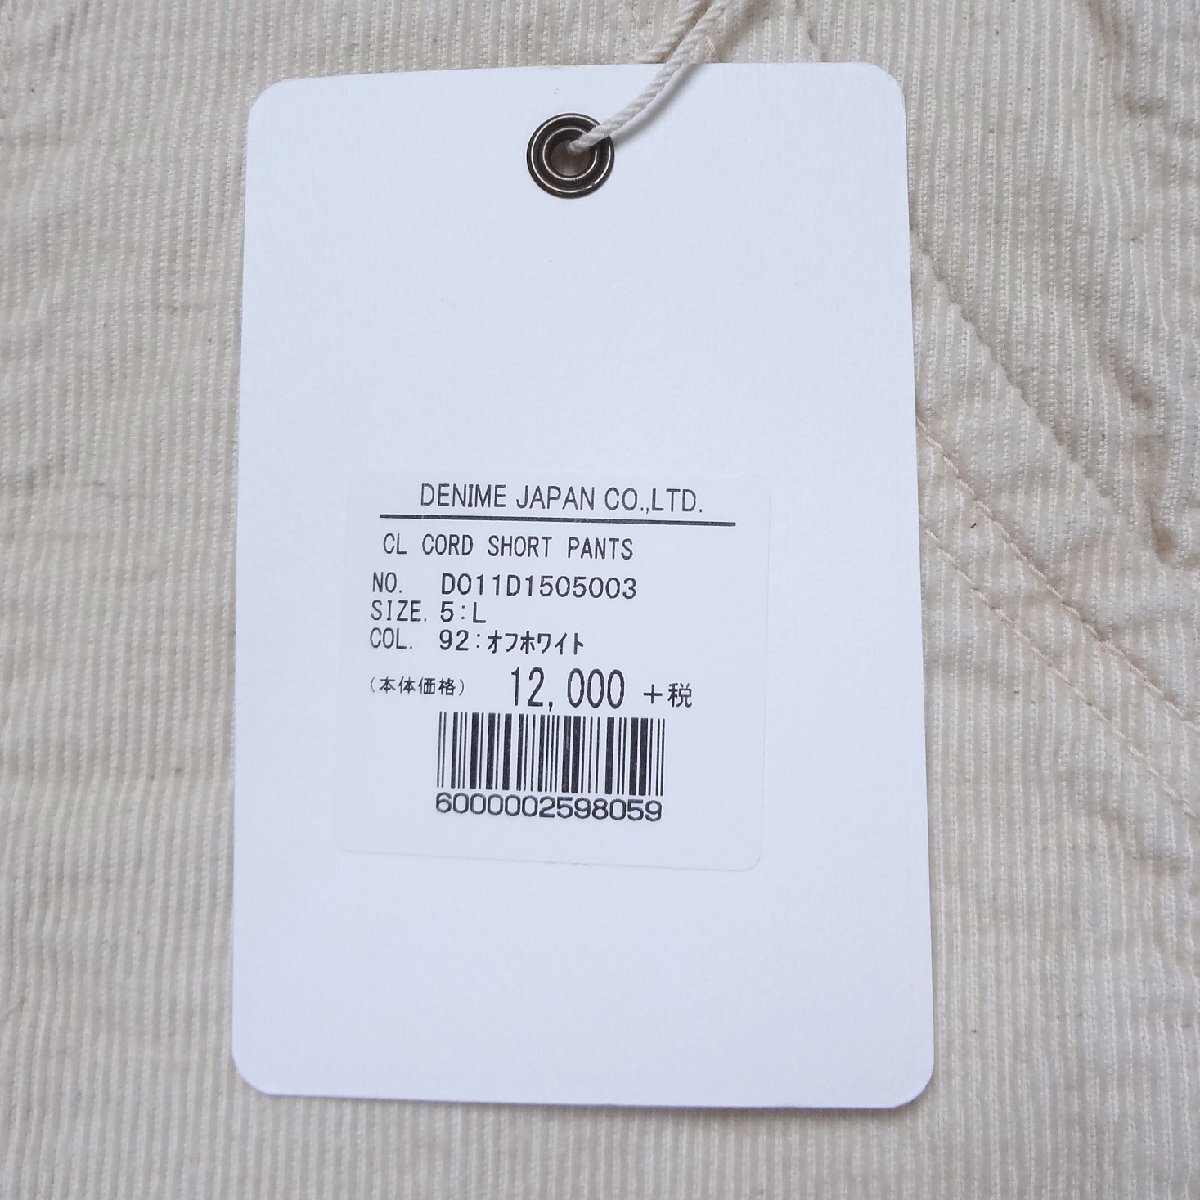 DENIME JAPAN CO.,LTD.
CL CORD SHORT PANTS
NO. D011D1505003
SIZE. 5:L
COL. 92:オフホワイト
(本体価格) 12,000 +税
6000002598059